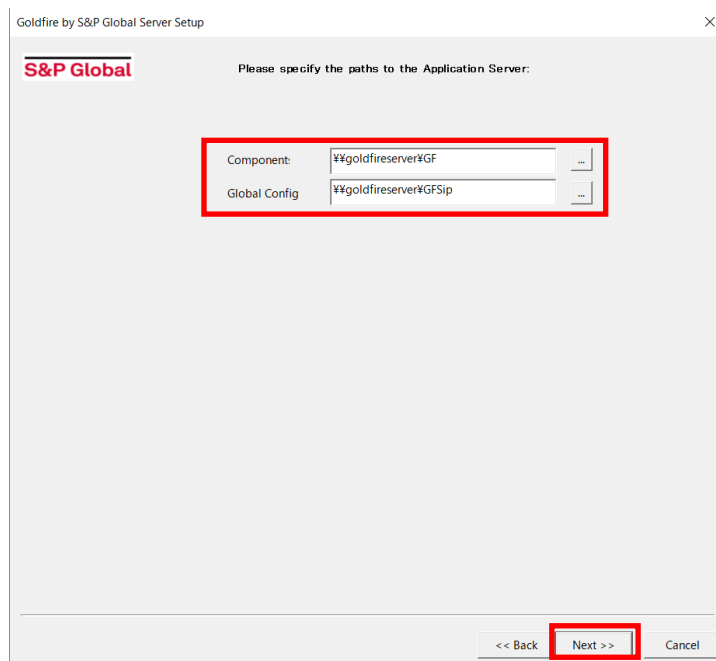 Goldfire by S&P Global Server Setup
S&P Global
Please specify the paths to the Application Server:
Component: ¥¥goldfireserver¥GF ...
Global Config ¥¥goldfireserver¥GFSip ...
<< Back Next >> Cancel